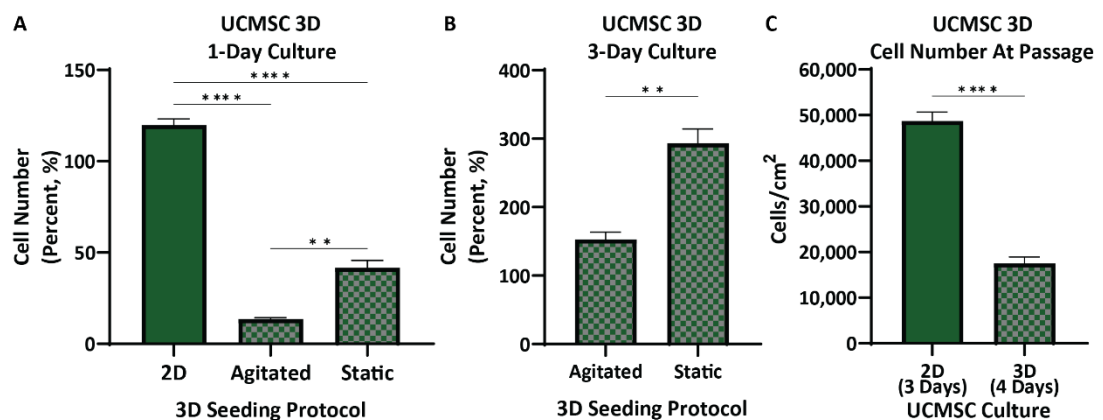 A
UCMSC 3D
1-Day Culture
Cell Number
(Percent, %)
150
100
50
0
****
****
**
2D
Agitated
Static
3D Seeding Protocol
B
UCMSC 3D
3-Day Culture
Cell Number
(Percent, %)
400
300
200
100
0
**
Agitated
Static
3D Seeding Protocol
C
UCMSC 3D
Cell Number At Passage
Cells/cm²
60,000
50,000
40,000
30,000
20,000
10,000
0
****
2D
(3 Days)
3D
(4 Days)
UCMSC Culture